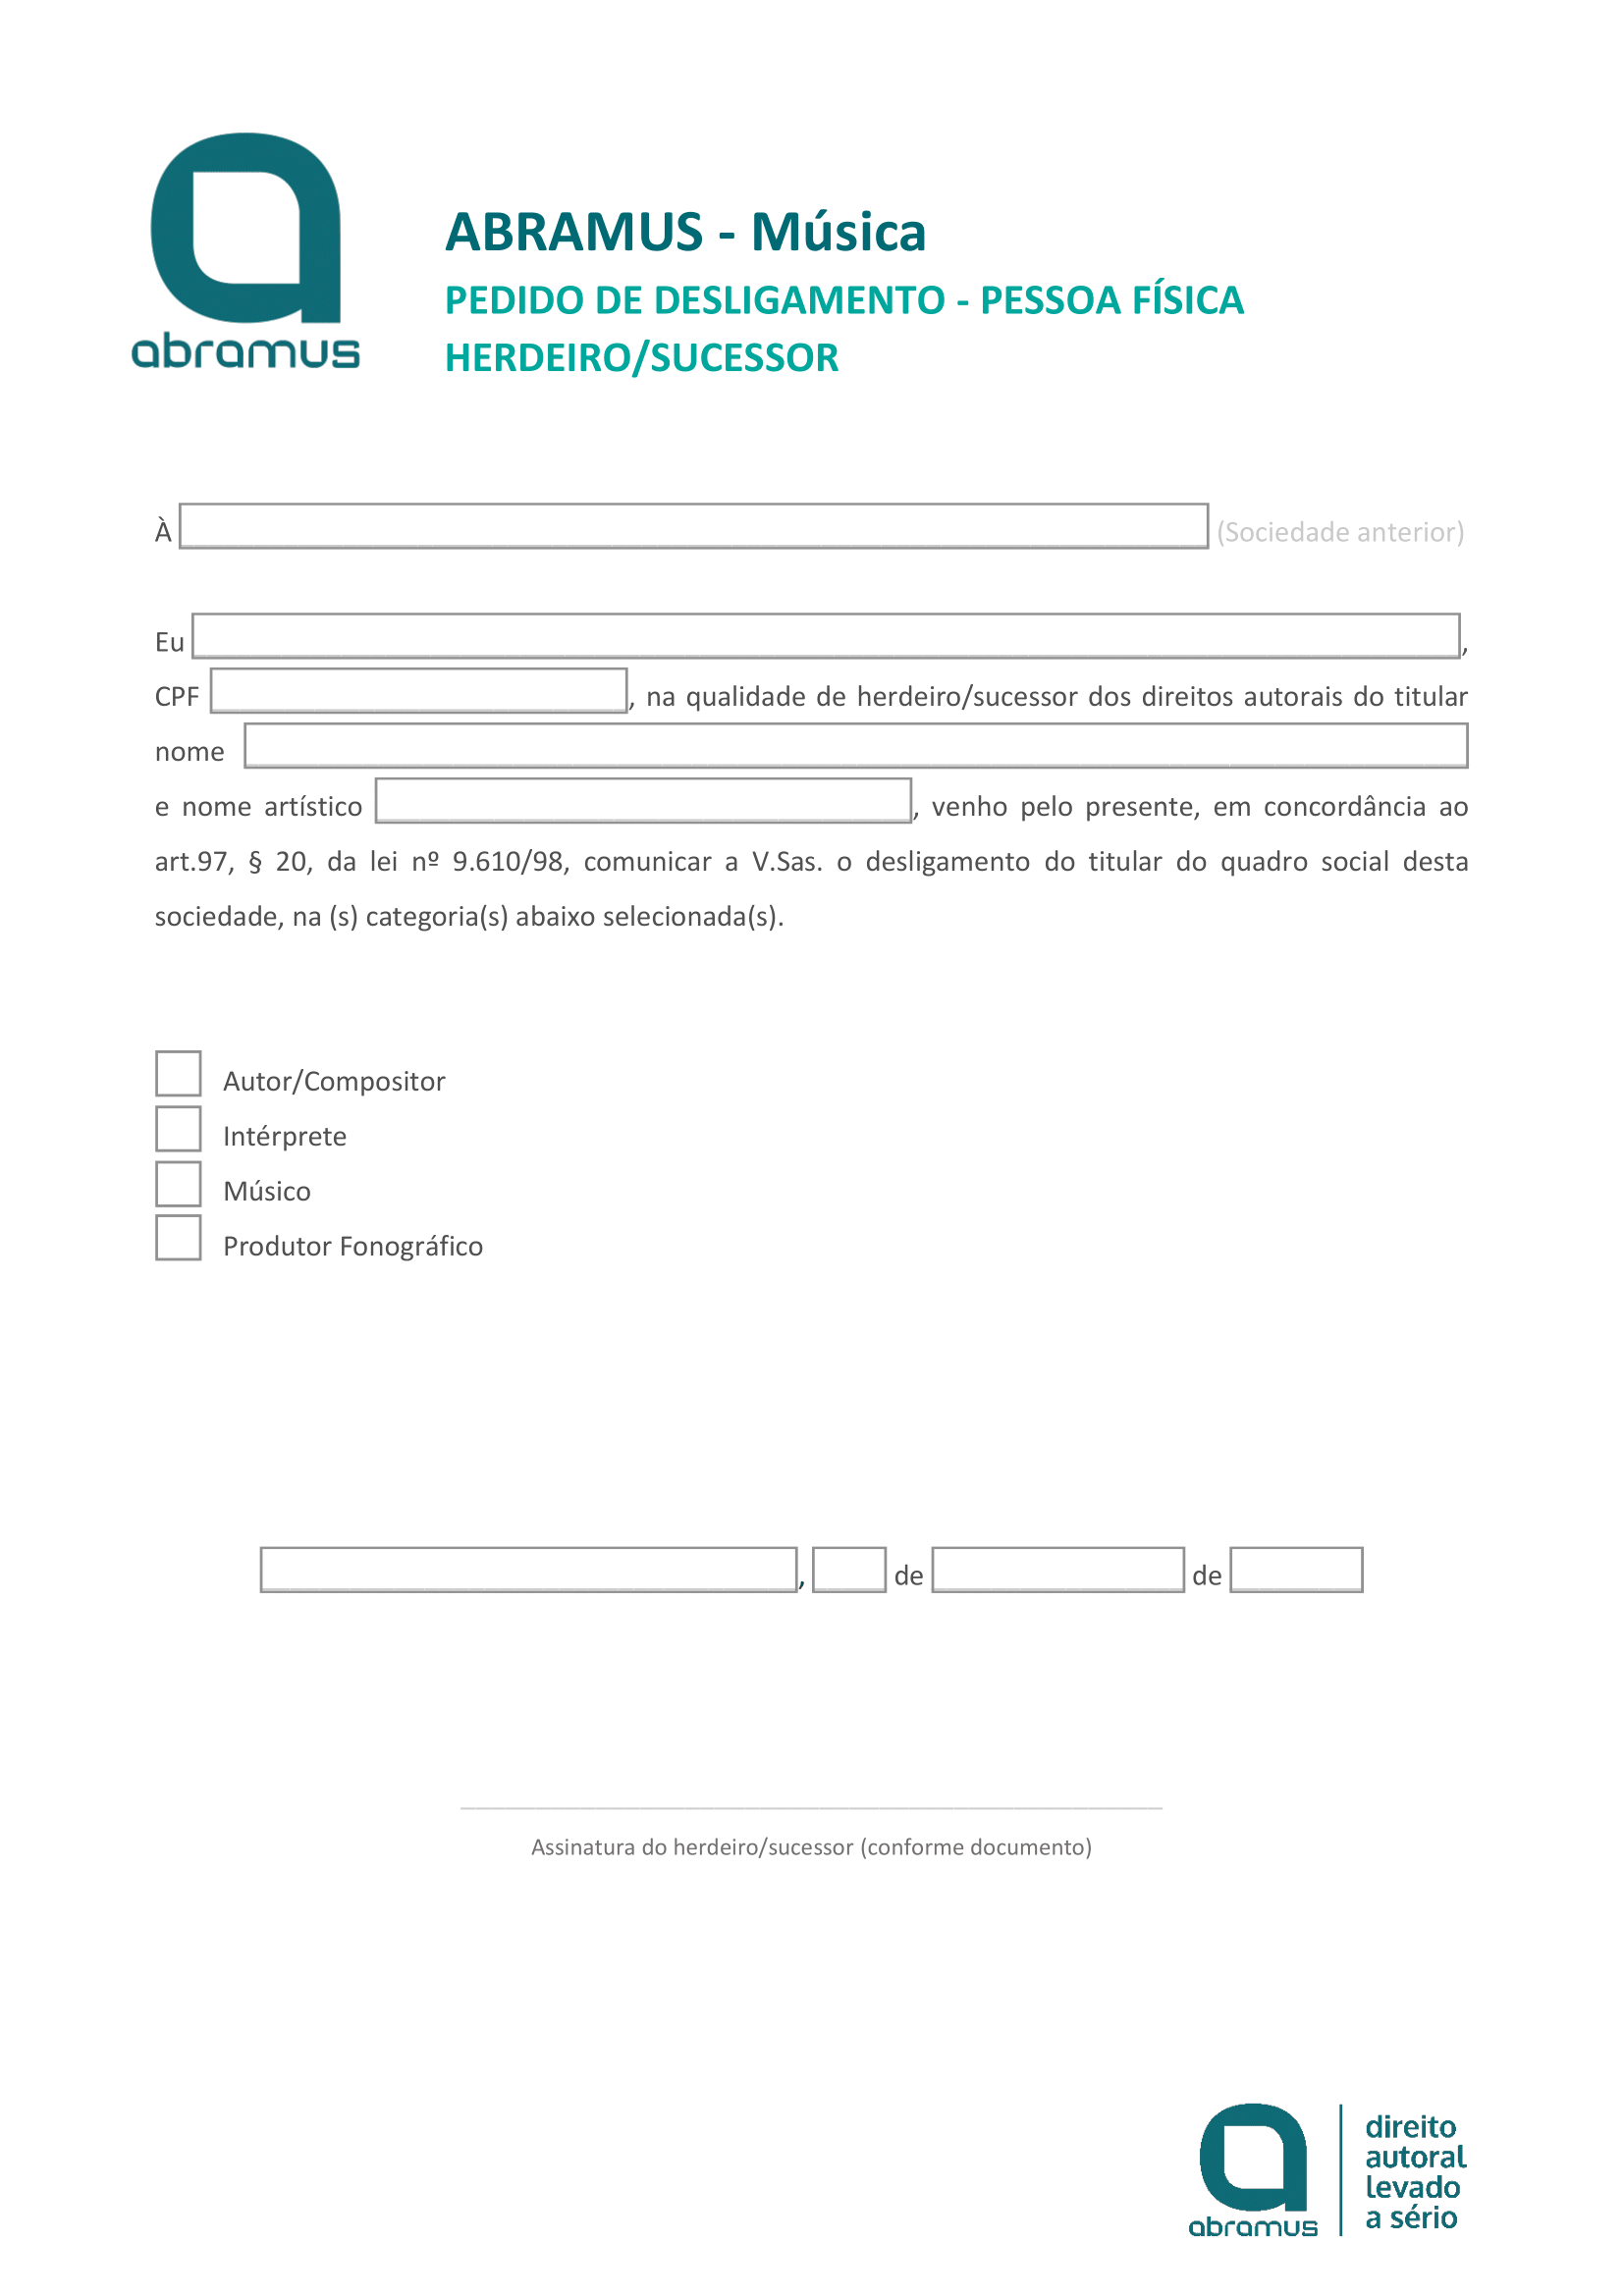 abramus
ABRAMUS - Música
PEDIDO DE DESLIGAMENTO - PESSOA FÍSICA
HERDEIRO/SUCESSOR
À (Sociedade anterior)
Eu ,
CPF , na qualidade de herdeiro/sucessor dos direitos autorais do titular
nome
e nome artístico , venho pelo presente, em concordância ao
art.97, § 20, da lei nº 9.610/98, comunicar a V.Sas. o desligamento do titular do quadro social desta
sociedade, na (s) categoria(s) abaixo selecionada(s).
Autor/Compositor
Intérprete
Músico
Produtor Fonográfico
, de de
Assinatura do herdeiro/sucessor (conforme documento)
abramus
direito
autoral
levado
a sério